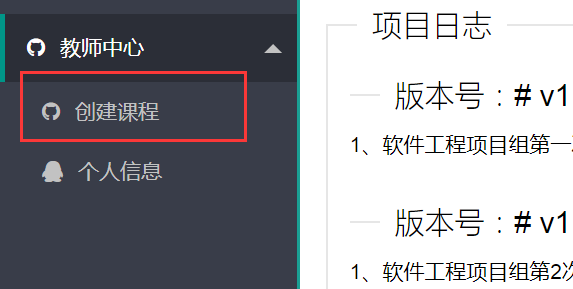 教师中心
创建课程
个人信息
项目日志
版本号：# v1
1、软件工程项目组第一
版本号：# v1
1、软件工程项目组第2次